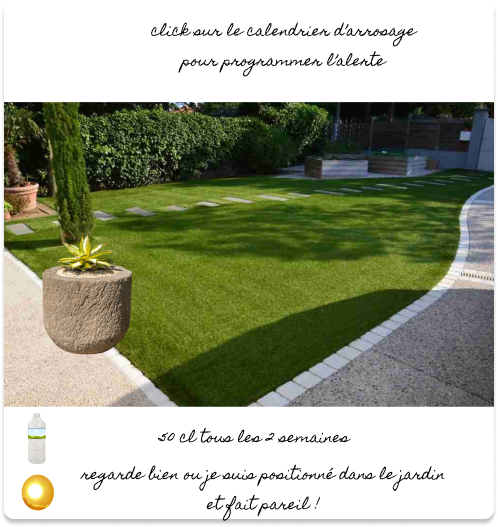 click sur le calendrier d'arrosage
pour programmer l'alerte
50 cl tous les 2 semaines
regarde bien ou je suis positionné dans le jardin
et fait pareil !